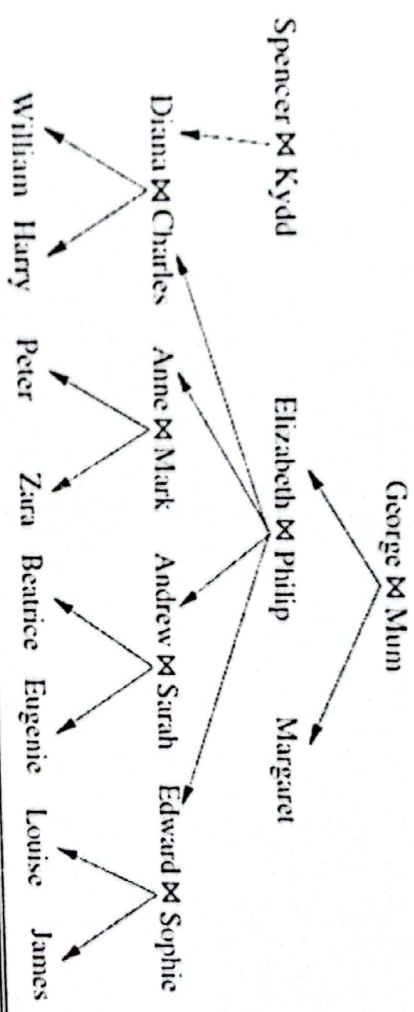 George ⋈ Mum
Spencer ⋈ Kydd Elizabeth ⋈ Philip Margaret
Diana ⋈ Charles Anne ⋈ Mark Andrew ⋈ Sarah Edward ⋈ Sophie
William Harry Peter Zara Beatrice Eugenie Louise James